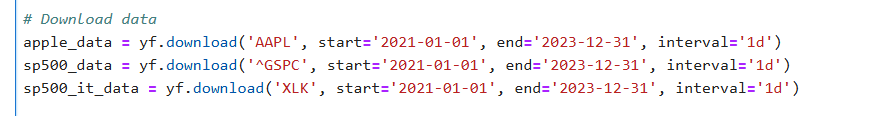 # Download data
apple_data = yf.download('AAPL', start='2021-01-01', end='2023-12-31', interval='1d')
sp500_data = yf.download('^GSPC', start='2021-01-01', end='2023-12-31', interval='1d')
sp500_it_data = yf.download('XLK', start='2021-01-01', end='2023-12-31', interval='1d')